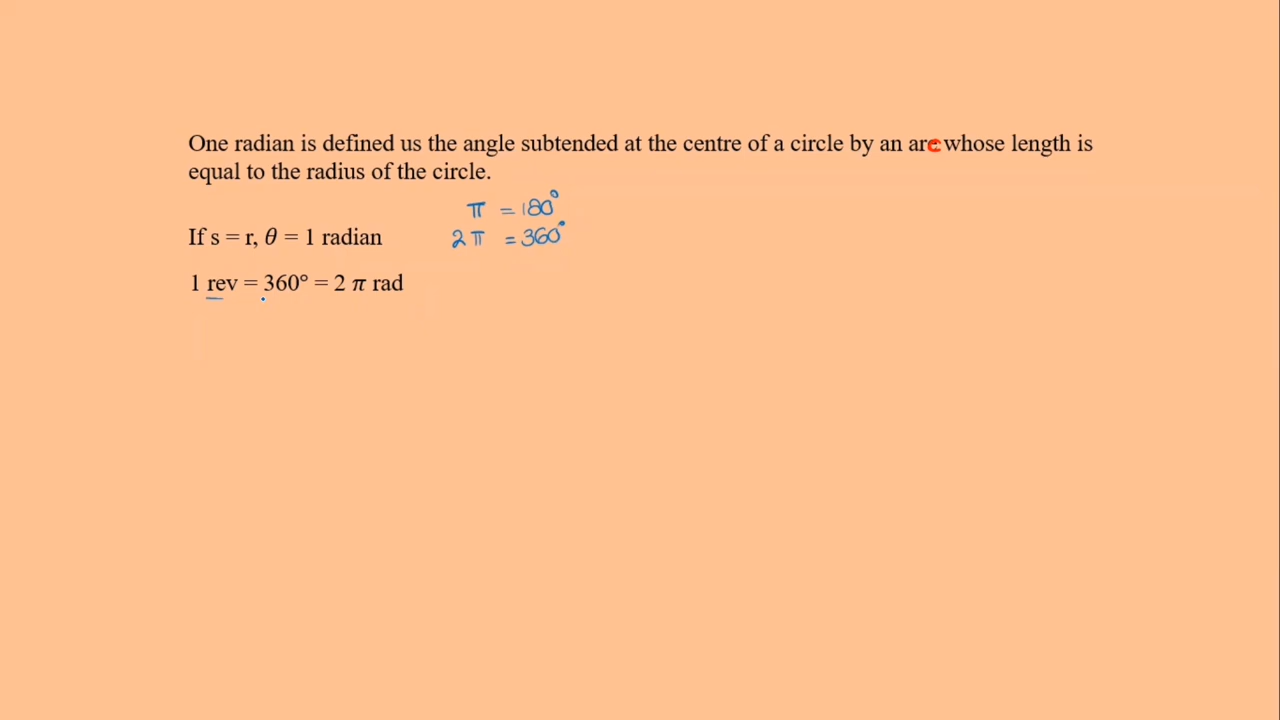 One radian is defined us the angle subtended at the centre of a circle by an arc whose length is
equal to the radius of the circle.
π = 180°
If s = r, θ = 1 radian
2π = 360°
1 rev = 360° = 2 π rad